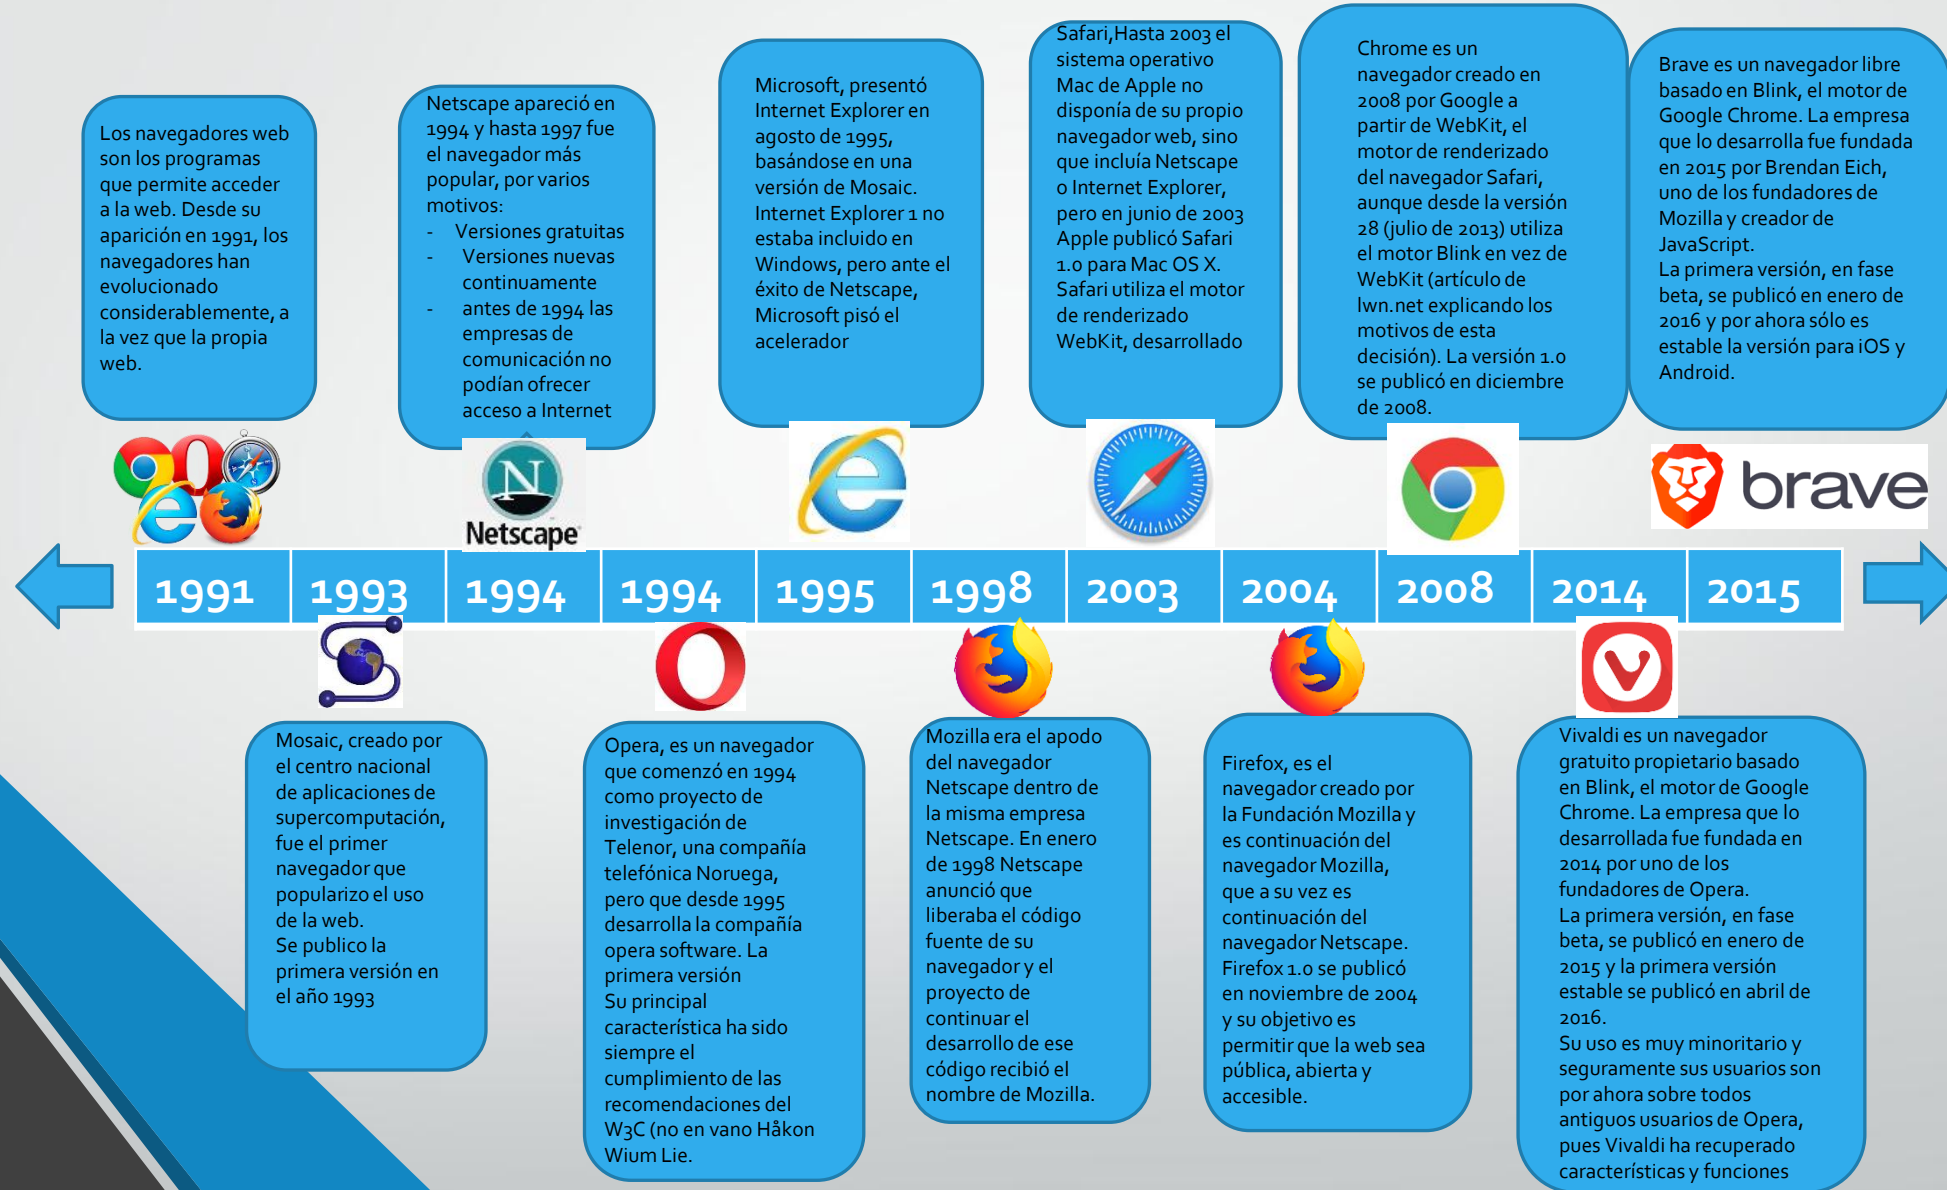 Los navegadores web
son los programas
que permite acceder
a la web. Desde su
aparición en 1991, los
navegadores han
evolucionado
considerablemente, a
la vez que la propia
web.
Netscape apareció en
1994 y hasta 1997 fue
el navegador más
popular, por varios
motivos:
- Versiones gratuitas
- Versiones nuevas
continuamente
- antes de 1994 las
empresas de
comunicación no
podían ofrecer
acceso a Internet
Microsoft, presentó
Internet Explorer en
agosto de 1995,
basándose en una
versión de Mosaic.
Internet Explorer 1 no
estaba incluido en
Windows, pero ante el
éxito de Netscape,
Microsoft pisó el
acelerador
Safari,Hasta 2003 el
sistema operativo
Mac de Apple no
disponía de su propio
navegador web, sino
que incluía Netscape
o Internet Explorer,
pero en junio de 2003
Apple publicó Safari
1.0 para Mac OS X.
Safari utiliza el motor
de renderizado
WebKit, desarrollado
Chrome es un
navegador creado en
2008 por Google a
partir de WebKit, el
motor de renderizado
del navegador Safari,
aunque desde la versión
28 (julio de 2013) utiliza
el motor Blink en vez de
WebKit (artículo de
lwn.net explicando los
motivos de esta
decisión). La versión 1.0
se publicó en diciembre
de 2008.
Brave es un navegador libre
basado en Blink, el motor de
Google Chrome. La empresa
que lo desarrolla fue fundada
en 2015 por Brendan Eich,
uno de los fundadores de
Mozilla y creador de
JavaScript.
La primera versión, en fase
beta, se publicó en enero de
2016 y por ahora sólo es
estable la versión para iOS y
Android.
N
Netscape
brave
1991 1993 1994 1994 1995 1998 2003 2004 2008 2014 2015
Mosaic, creado por
el centro nacional
de aplicaciones de
supercomputación,
fue el primer
navegador que
popularizo el uso
de la web.
Se publico la
primera versión en
el año 1993
Opera, es un navegador
que comenzó en 1994
como proyecto de
investigación de
Telenor, una compañía
telefónica Noruega,
pero que desde 1995
desarrolla la compañía
opera software. La
primera versión
Su principal
característica ha sido
siempre el
cumplimiento de las
recomendaciones del
W3C (no en vano Håkon
Wium Lie.
Mozilla era el apodo
del navegador
Netscape dentro de
la misma empresa
Netscape. En enero
de 1998 Netscape
anunció que
liberaba el código
fuente de su
navegador y el
proyecto de
continuar el
desarrollo de ese
código recibió el
nombre de Mozilla.
Firefox, es el
navegador creado por
la Fundación Mozilla y
es continuación del
navegador Mozilla,
que a su vez es
continuación del
navegador Netscape.
Firefox 1.0 se publicó
en noviembre de 2004
y su objetivo es
permitir que la web sea
pública, abierta y
accesible.
Vivaldi es un navegador
gratuito propietario basado
en Blink, el motor de Google
Chrome. La empresa que lo
desarrollada fue fundada en
2014 por uno de los
fundadores de Opera.
La primera versión, en fase
beta, se publicó en enero de
2015 y la primera versión
estable se publicó en abril de
2016.
Su uso es muy minoritario y
seguramente sus usuarios son
por ahora sobre todos
antiguos usuarios de Opera,
pues Vivaldi ha recuperado
características y funciones